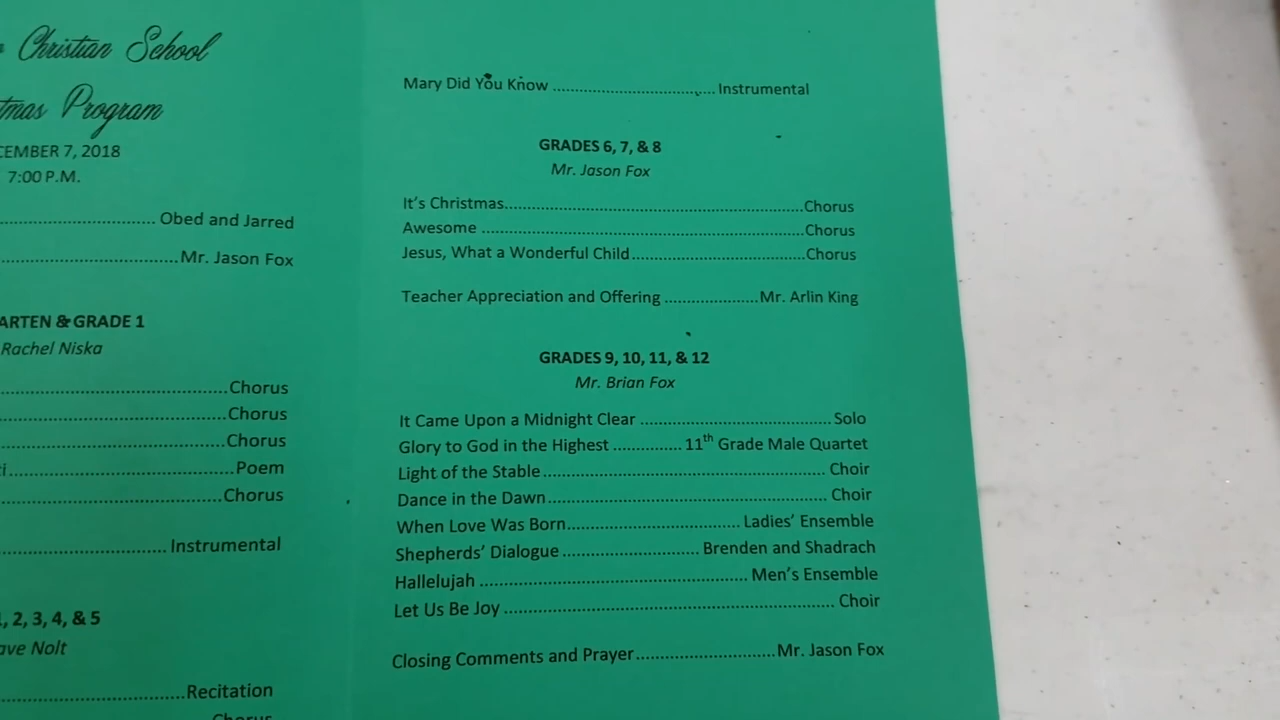 Christian School
Program
7, 2018
7:00 P.M.
Obed and Jarred
Mr. Jason Fox
& GRADE 1
Rachel Niska
Chorus
Chorus
Chorus
Poem
Chorus
Instrumental
2, 3, 4, & 5
Nolt
Recitation
Chorus
Mary Did You Know ........................................ Instrumental
GRADES 6, 7, & 8
Mr. Jason Fox
It's Christmas........................................Chorus
Awesome ........................................Chorus
Jesus, What a Wonderful Child........................................Chorus
Teacher Appreciation and Offering ....................Mr. Arlin King
GRADES 9, 10, 11, & 12
Mr. Brian Fox
It Came Upon a Midnight Clear ........................................ Solo
Glory to God in the Highest .............. 11th Grade Male Quartet
Light of the Stable........................................ Choir
Dance in the Dawn........................................ Choir
When Love Was Born................................... Ladies' Ensemble
Shepherds' Dialogue ............................ Brenden and Shadrach
Hallelujah ........................................ Men's Ensemble
Let Us Be Joy ........................................ Choir
Closing Comments and Prayer............................Mr. Jason Fox